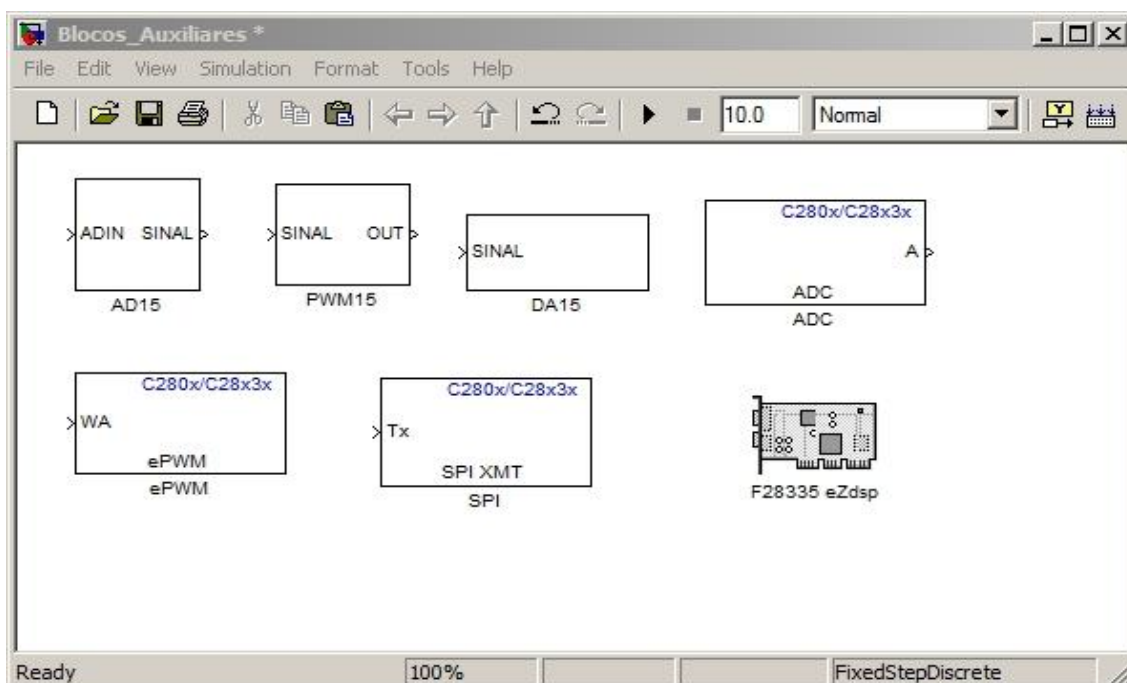 Blocos_Auxiliares *
File Edit View Simulation Format Tools Help
10.0 Normal
ADIN SINAL
AD15
SINAL OUT
PWM15
SINAL
DA15
C280x/C28x3x
A
ADC
ADC
C280x/C28x3x
WA
ePWM
ePWM
C280x/C28x3x
Tx
SPI XMT
SPI
F28335 eZdsp
Ready 100% FixedStepDiscrete